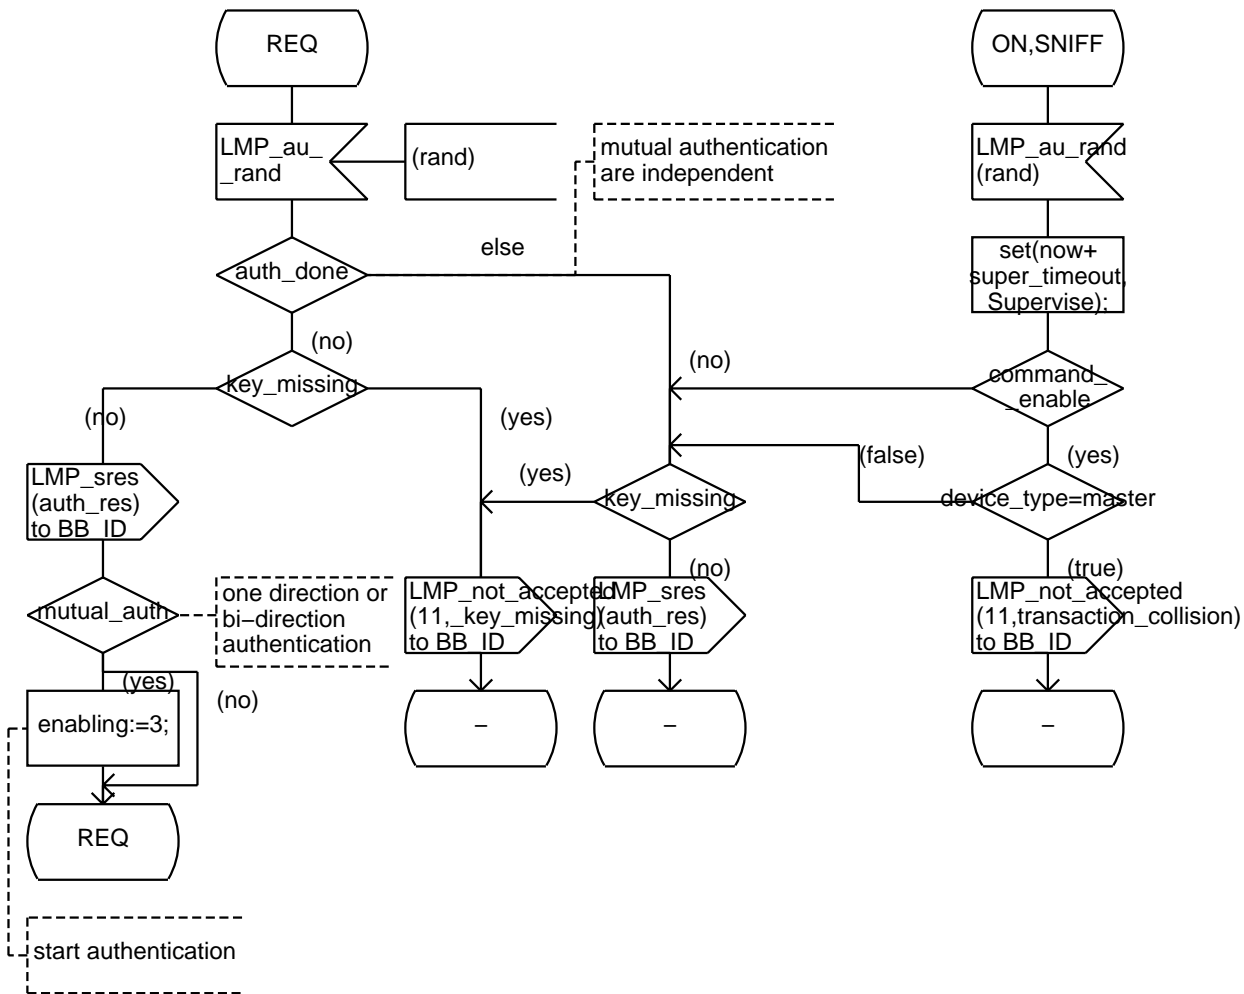 REQ
ON,SNIFF
LMP_au_
_rand
(rand)
mutual authentication
are independent
LMP_au_rand
(rand)
else
auth_done
set(now+
super_timeout,
Supervise);
(no)
key_missing
(no)
command_
_enable
(no)
(yes)
(yes)
(false)
(yes)
LMP_sres
(auth_res)
to BB_ID
key_missing
device_type=master
(no)
(true)
mutual_auth
one direction or
bi–direction
authentication
LMP_not_accepted
(11,_key_missing)
to BB_ID
LMP_sres
(auth_res)
to BB_ID
LMP_not_accepted
(11,transaction_collision)
to BB_ID
(yes)
(no)
enabling:=3;
–
–
–
REQ
start authentication